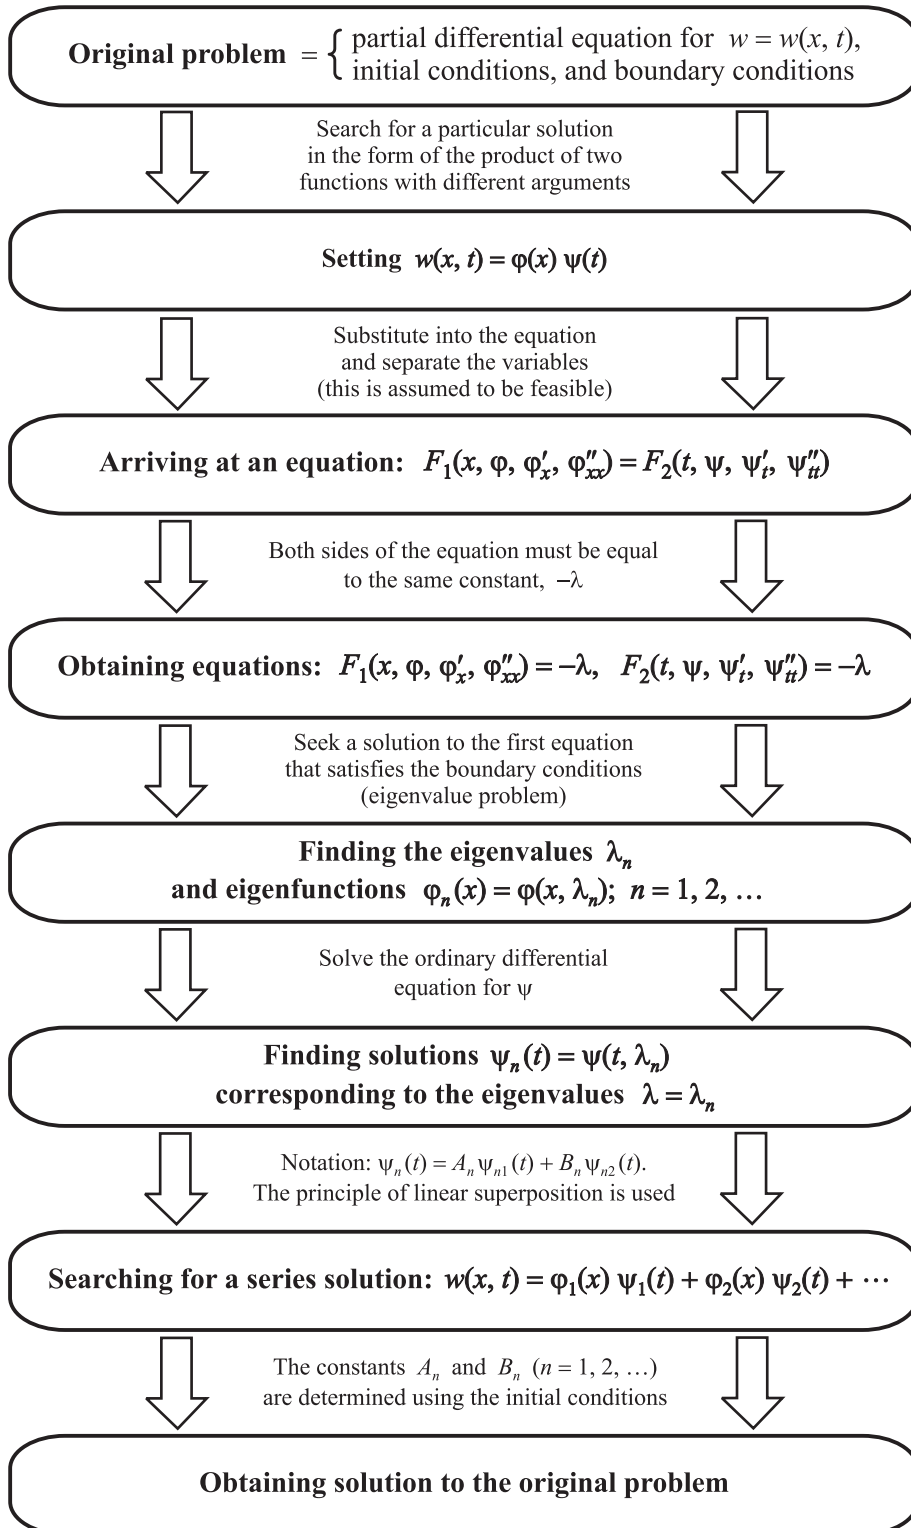 Original problem = { partial differential equation for w = w(x, t),
initial conditions, and boundary conditions
Search for a particular solution
in the form of the product of two
functions with different arguments
Setting w(x, t) = φ(x) ψ(t)
Substitute into the equation
and separate the variables
(this is assumed to be feasible)
Arriving at an equation: F₁(x, φ, φ′ₓ, φ″ₓₓ) = F₂(t, ψ, ψ′ₜ, ψ″ₜₜ)
Both sides of the equation must be equal
to the same constant, −λ
Obtaining equations: F₁(x, φ, φ′ₓ, φ″ₓₓ) = −λ, F₂(t, ψ, ψ′ₜ, ψ″ₜₜ) = −λ
Seek a solution to the first equation
that satisfies the boundary conditions
(eigenvalue problem)
Finding the eigenvalues λₙ
and eigenfunctions φₙ(x) = φ(x, λₙ); n = 1, 2, …
Solve the ordinary differential
equation for ψ
Finding solutions ψₙ(t) = ψ(t, λₙ)
corresponding to the eigenvalues λ = λₙ
Notation: ψₙ(t) = Aₙ ψₙ₁(t) + Bₙ ψₙ₂(t).
The principle of linear superposition is used
Searching for a series solution: w(x, t) = φ₁(x) ψ₁(t) + φ₂(x) ψ₂(t) + ⋯
The constants Aₙ and Bₙ (n = 1, 2, …)
are determined using the initial conditions
Obtaining solution to the original problem